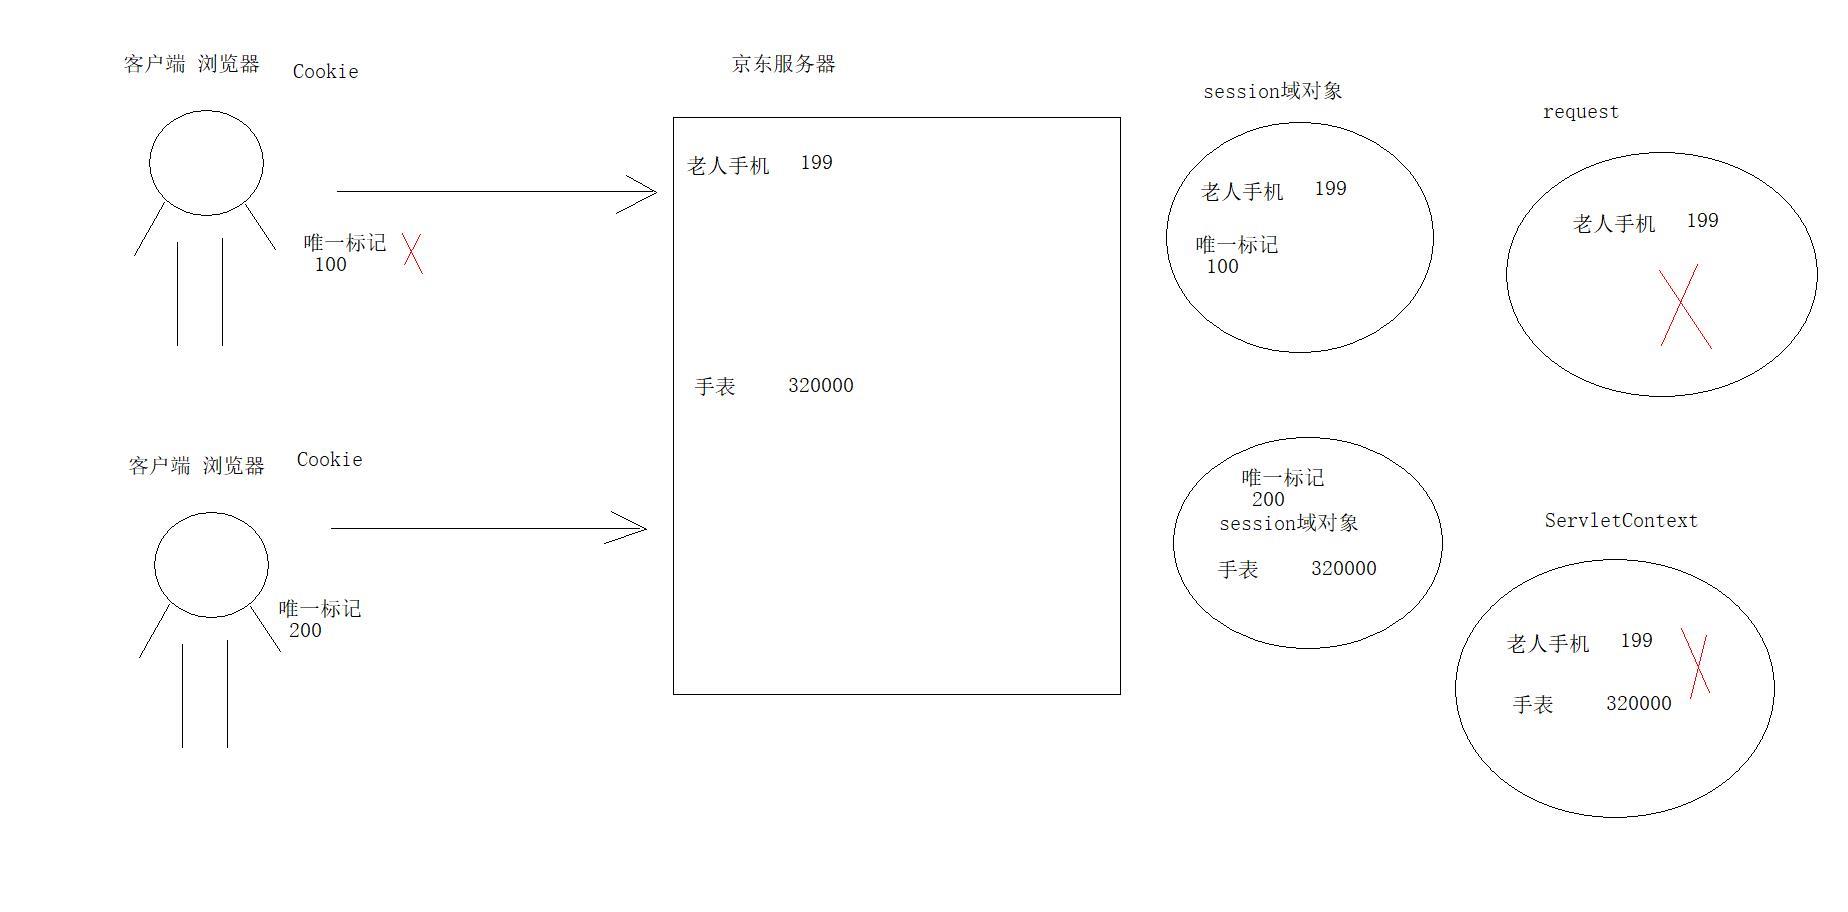 客户端 浏览器
Cookie
唯一标记
100
客户端 浏览器
Cookie
唯一标记
200
京东服务器
老人手机 199
手表 320000
session域对象
老人手机 199
唯一标记
100
唯一标记
200
session域对象
手表 320000
request
老人手机 199
ServletContext
老人手机 199
手表 320000